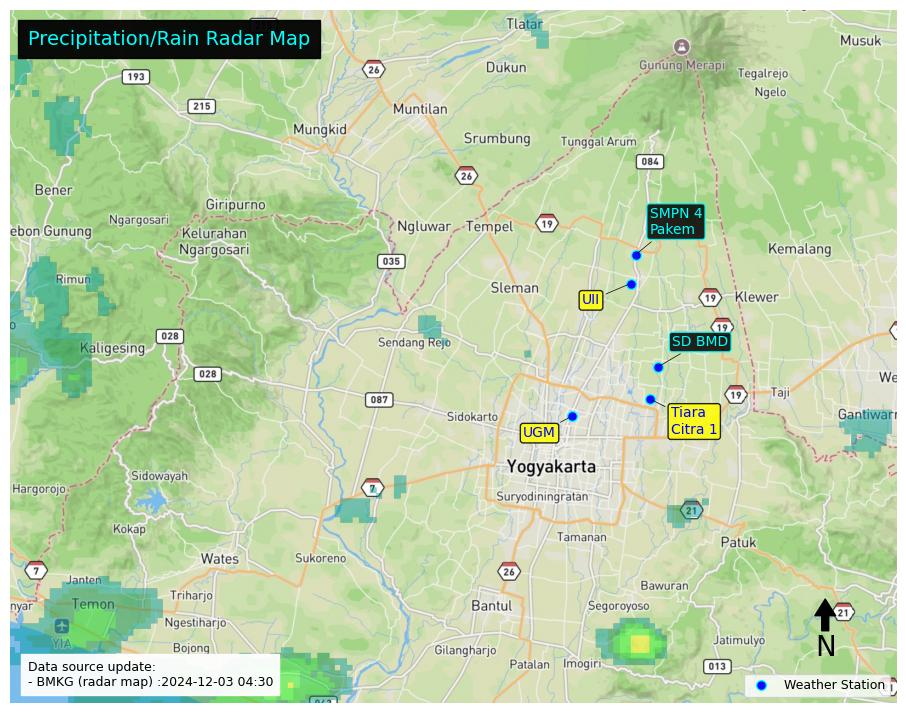 Precipitation/Rain Radar Map
Tlatar
Musuk
26
Gunung Merapi
193
Dukun
Tegalrejo
Ngelo
215
Muntilan
Mungkid
Srumbung
Tunggal Arum
084
26
Bener
Giripurno
SMPN 4
Pakem
Ngargosari
ebon Gunung
Kelurahan
Ngargosari
Ngluwar
Tempel
19
Kemalang
035
Rimun
Sleman
UII
19
Klewer
19
028
Kaligesing
Sendang Rejo
SD BMD
We
028
087
19
Taji
Sidokarto
Tiara
Citra 1
Gantiwarn
UGM
Yogyakarta
Sidowayah
Hargorojo
7
Suryodiningratan
21
Kokap
Tamanan
Patuk
Wates
Sukoreno
7
Janten
26
Bawuran
Triharjo
nyar
Temon
Bantul
Segoroyoso
21
Ngestiharjo
YIA
Bojong
Gilangharjo
Jatimulyo
N
Patalan
Imogiri
013
Data source update:
- BMKG (radar map) :2024-12-03 04:30
Weather Station